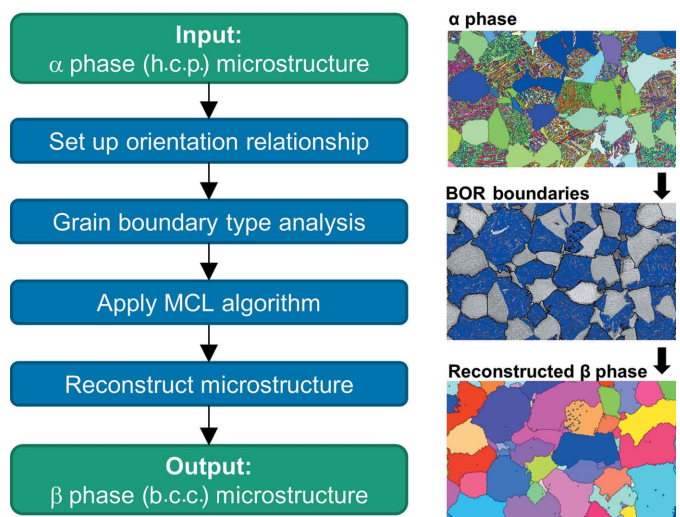 Input:
α phase (h.c.p.) microstructure
Set up orientation relationship
Grain boundary type analysis
Apply MCL algorithm
Reconstruct microstructure
Output:
β phase (b.c.c.) microstructure
α phase
BOR boundaries
Reconstructed β phase